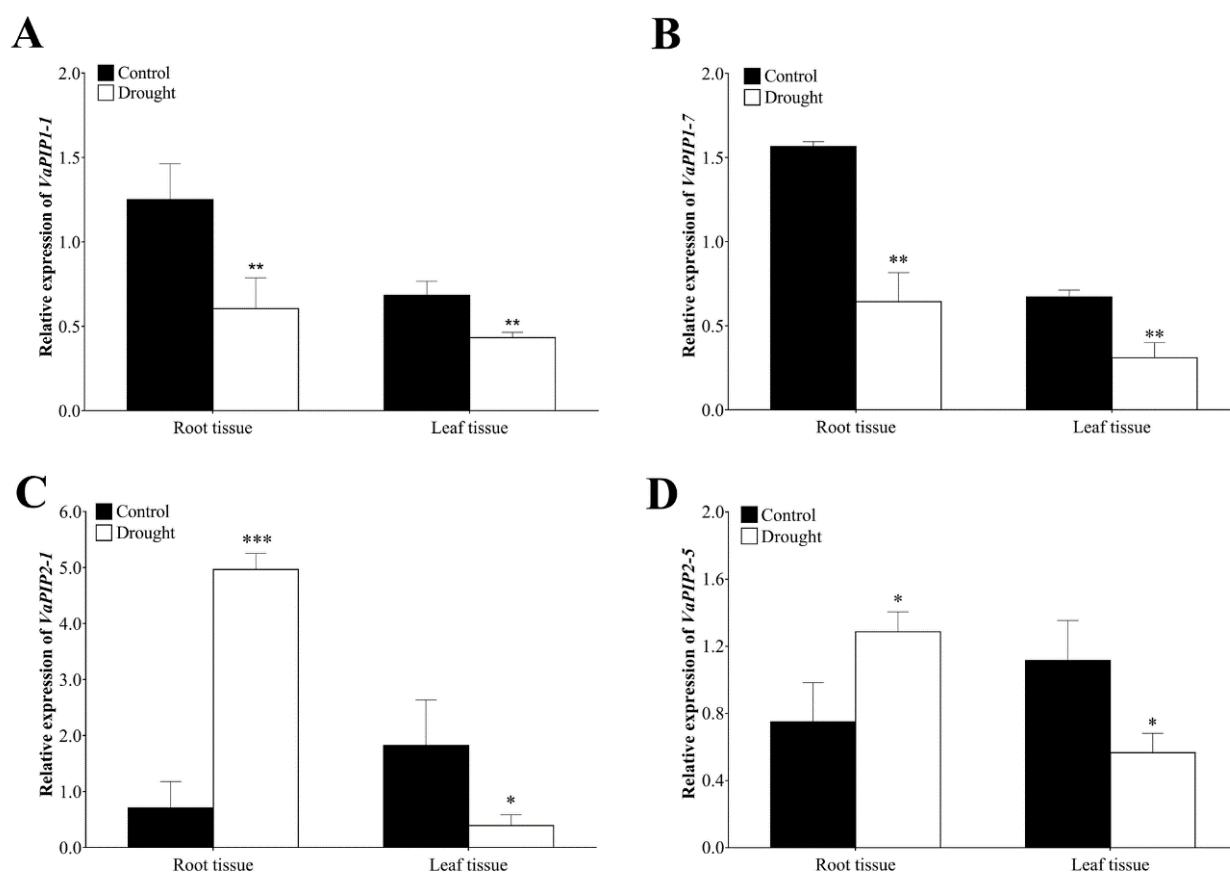 A
Relative expression of VaPIP1-1
2.0
1.5
1.0
0.5
0.0
Control
Drought
**
**
Root tissue
Leaf tissue
B
Relative expression of VaPIP1-7
2.0
1.5
1.0
0.5
0.0
Control
Drought
**
**
Root tissue
Leaf tissue
C
Relative expression of VaPIP2-1
6.0
5.0
4.0
3.0
2.0
1.0
0.0
Control
Drought
***
*
Root tissue
Leaf tissue
D
Relative expression of VaPIP2-5
2.0
1.6
1.2
0.8
0.4
0.0
Control
Drought
*
*
Root tissue
Leaf tissue